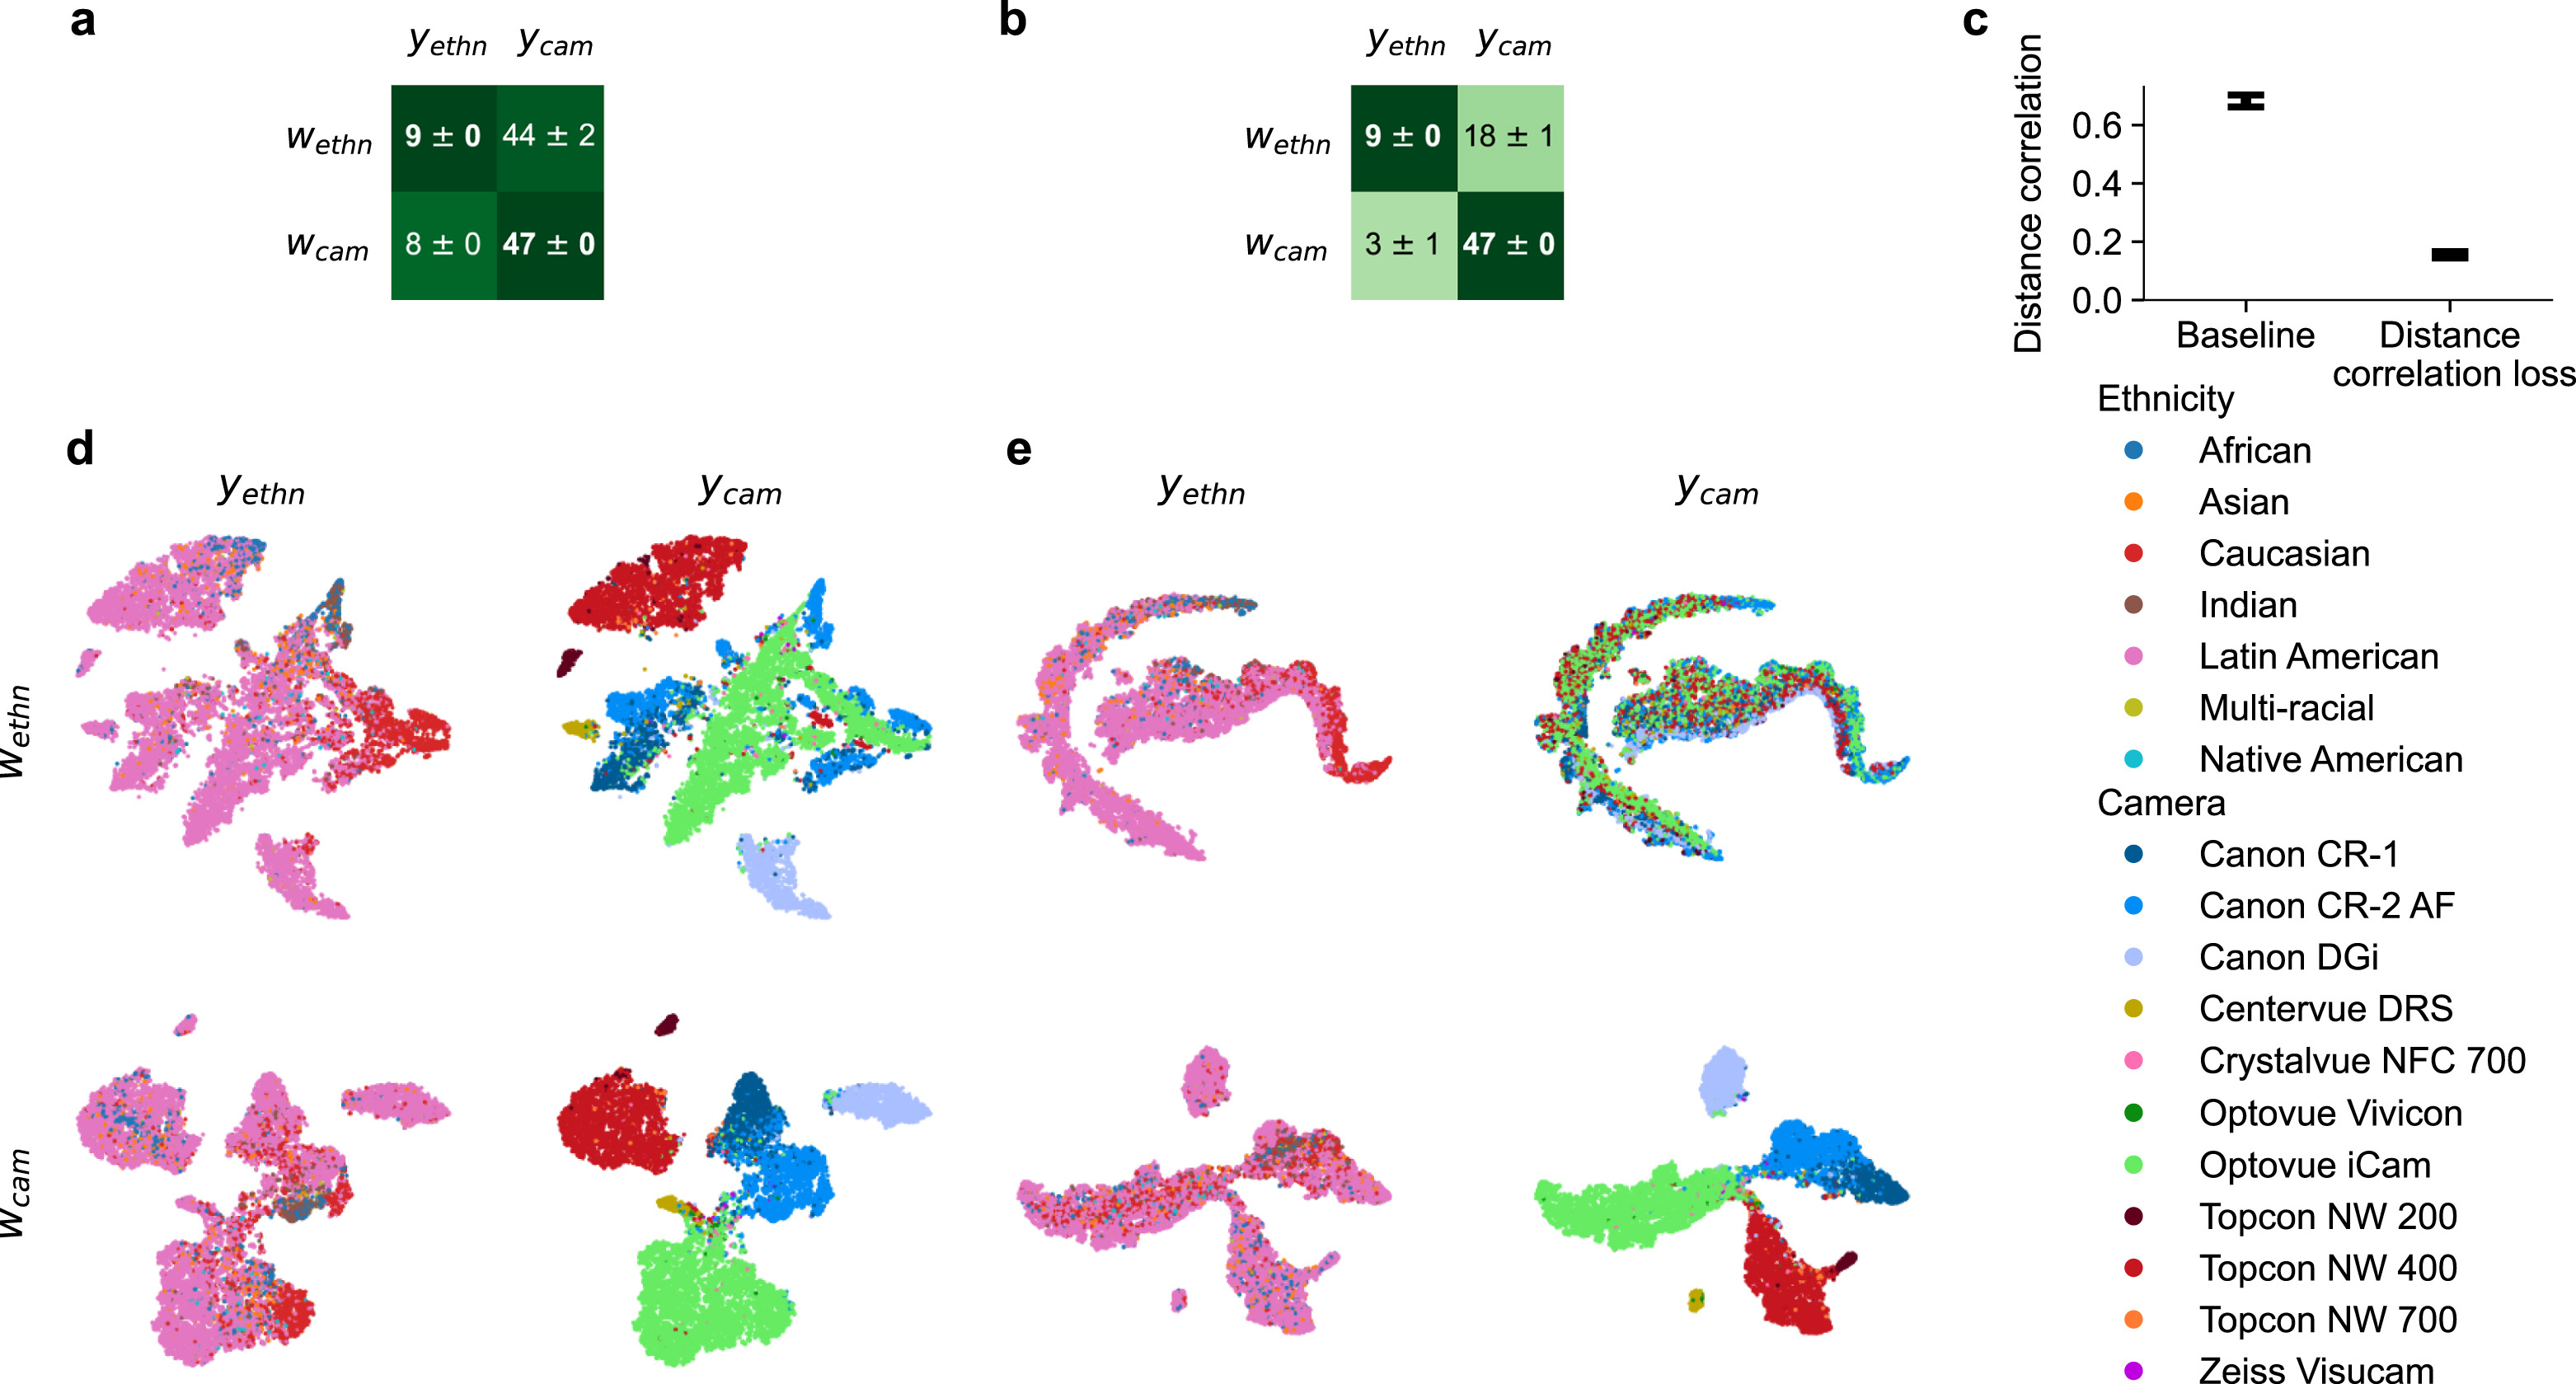 a
y_ethn y_cam
w_ethn 9 ± 0 44 ± 2
w_cam 8 ± 0 47 ± 0
b
y_ethn y_cam
w_ethn 9 ± 0 18 ± 1
w_cam 3 ± 1 47 ± 0
c
Distance correlation
0.6
0.4
0.2
0.0
Baseline
Distance
correlation loss
d
y_ethn y_cam
w_ethn
w_cam
e
y_ethn y_cam
Ethnicity
African
Asian
Caucasian
Indian
Latin American
Multi-racial
Native American
Camera
Canon CR-1
Canon CR-2 AF
Canon DGi
Centervue DRS
Crystalvue NFC 700
Optovue Vivicon
Optovue iCam
Topcon NW 200
Topcon NW 400
Topcon NW 700
Zeiss Visucam